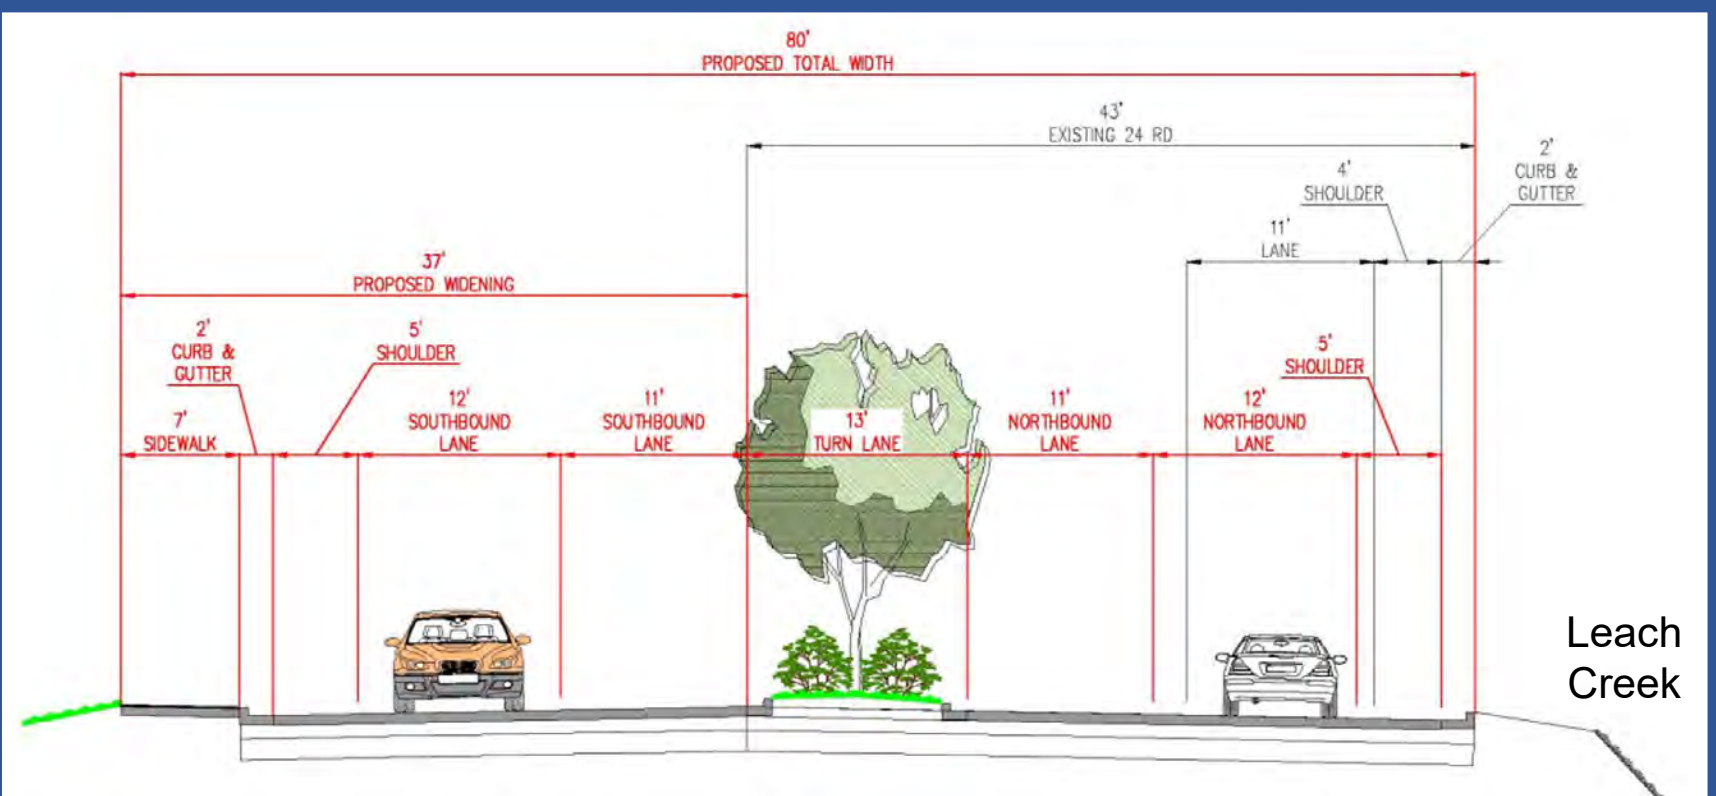 80'
PROPOSED TOTAL WIDTH
43'
EXISTING 24 RD
2'
CURB &
GUTTER
4'
SHOULDER
11'
LANE
37'
PROPOSED WIDENING
2'
CURB &
GUTTER
5'
SHOULDER
5'
SHOULDER
7'
SIDEWALK
12'
SOUTHBOUND
LANE
11'
SOUTHBOUND
LANE
13'
TURN LANE
11'
NORTHBOUND
LANE
12'
NORTHBOUND
LANE
Leach
Creek